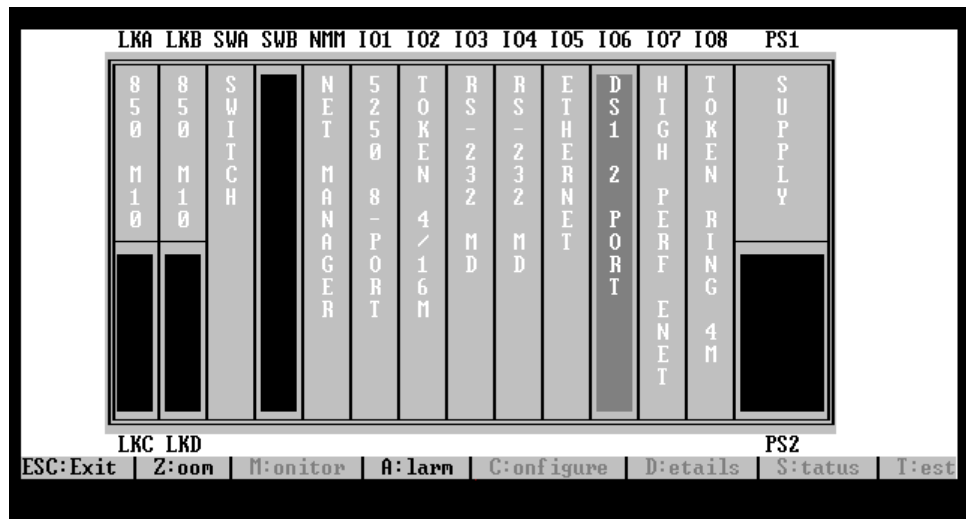 LKA LKB SWA SWB NMM IO1 IO2 IO3 IO4 IO5 IO6 IO7 IO8 PS1
850 M10
850 M10
SWITCH
NET MANAGER
5250 8-PORT
TOKEN 4/16M
RS-232 MD
RS-232 MD
ETHERNET
DS1 2 PORT
HIGH PERF ENET
TOKEN RING 4M
SUPPLY
LKC LKD PS2
ESC:Exit Z:oom M:onitor A:larm C:onfigure D:etails S:tatus T:est